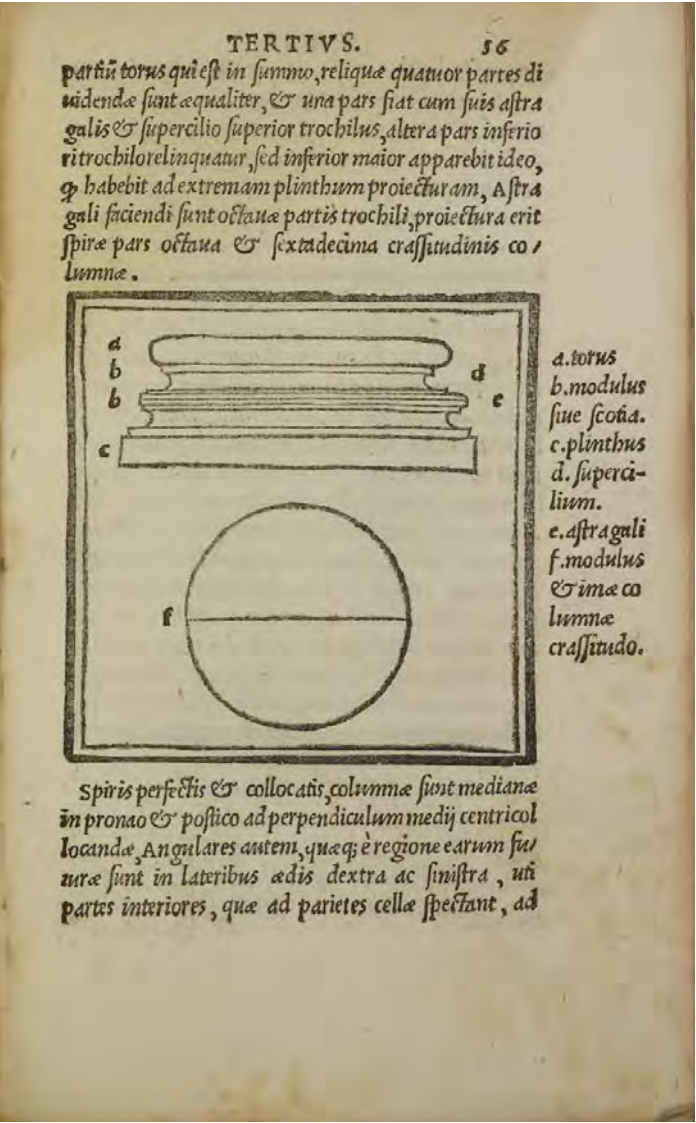 TERTIVS. 56
partiũ torus qui est in summo, reliquæ quatuor partes di
uidendæ sunt æqualiter, & una pars fiat cum suis astra
galis & supercilio superior trochilus, altera pars inferio
ri trochilo relinquatur, sed inferior maior apparebit ideo,
ꝙ habebit ad extremam plinthum proiecturam, Astra
gali faciendi sunt octauæ partis trochili, proiectura erit
spiræ pars octaua & sextadecima crassitudinis co/
lumnæ.
a
b
b
c
d
e
f
a. torus
b. modulus
siue scotia.
c. plinthus
d. superci-
lium.
e. astragali
f. modulus
& imæ co
lumnæ
crassitudo.
Spiris perfectis & collocatis, columnæ sunt medianæ
in pronao & postico ad perpendiculum medij centri col
locandæ, Angulares autem, quæq; è regione earum fu/
turæ sunt in lateribus ædis dextra ac sinistra, uti
partes interiores, quæ ad parietes cellæ spectant, ad